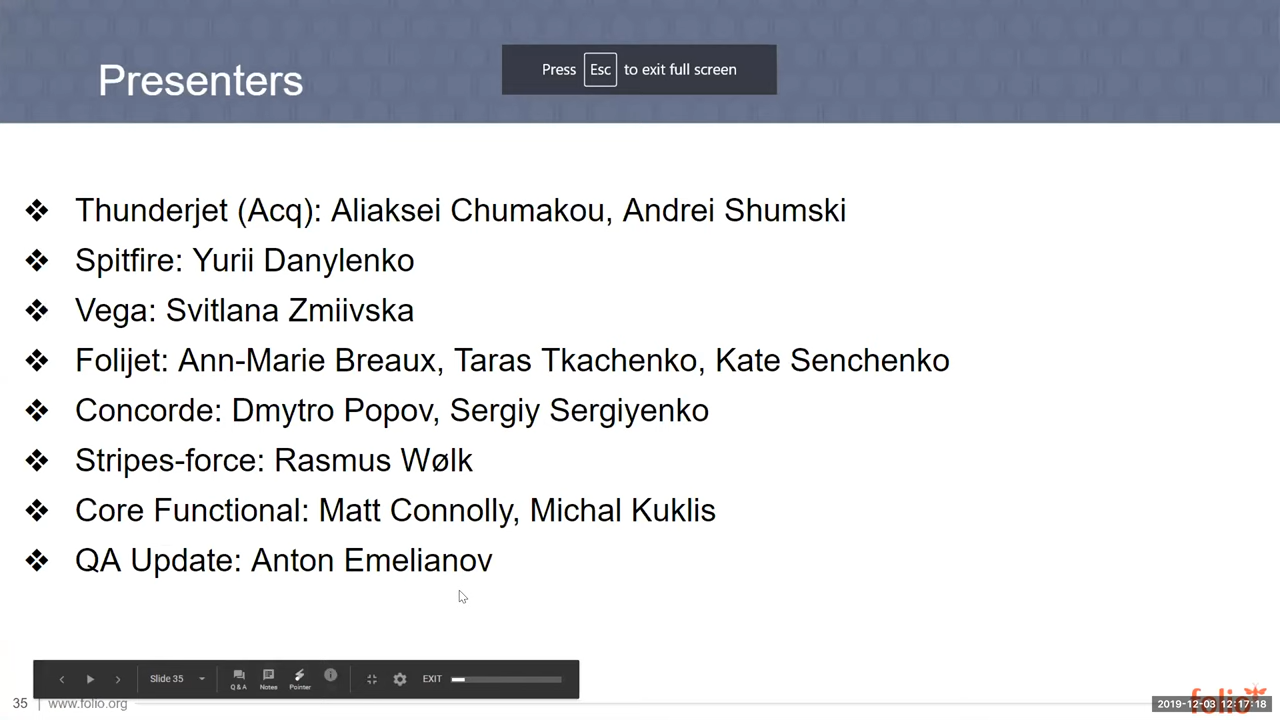 Presenters
Press Esc to exit full screen
❖ Thunderjet (Acq): Aliaksei Chumakou, Andrei Shumski
❖ Spitfire: Yurii Danylenko
❖ Vega: Svitlana Zmiivska
❖ Folijet: Ann-Marie Breaux, Taras Tkachenko, Kate Senchenko
❖ Concorde: Dmytro Popov, Sergiy Sergiyenko
❖ Stripes-force: Rasmus Wølk
❖ Core Functional: Matt Connolly, Michal Kuklis
❖ QA Update: Anton Emelianov
Slide 35 Q&A Notes Pointer EXIT
35 | www.folio.org
folio
2019-12-03 12:17:18